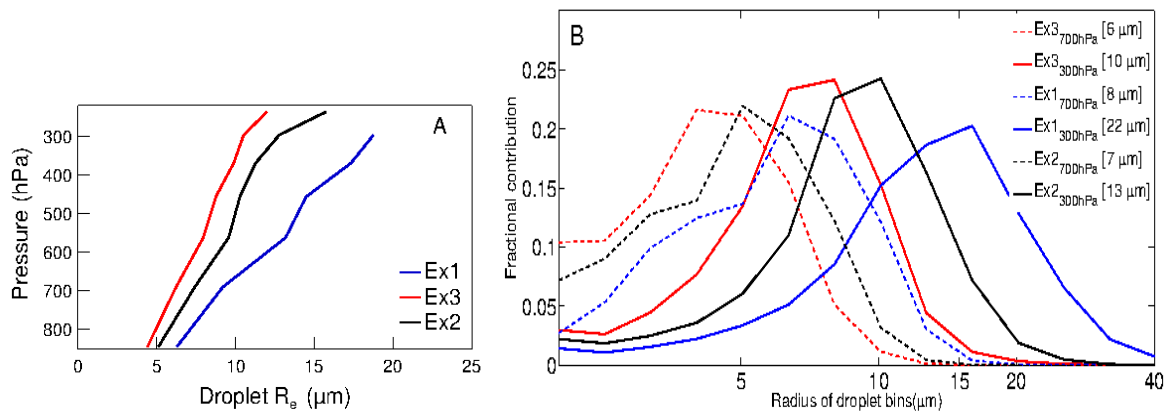 A
Pressure (hPa)
300
400
500
600
700
800
Ex1
Ex3
Ex2
0
5
10
15
20
25
Droplet Re (μm)
B
Fractional contribution
0.25
0.2
0.15
0.1
0.05
0
Ex3700hPa [6 μm]
Ex3300hPa [10 μm]
Ex1700hPa [8 μm]
Ex1300hPa [22 μm]
Ex2700hPa [7 μm]
Ex2300hPa [13 μm]
5
10
15
20
40
Radius of droplet bins(μm)